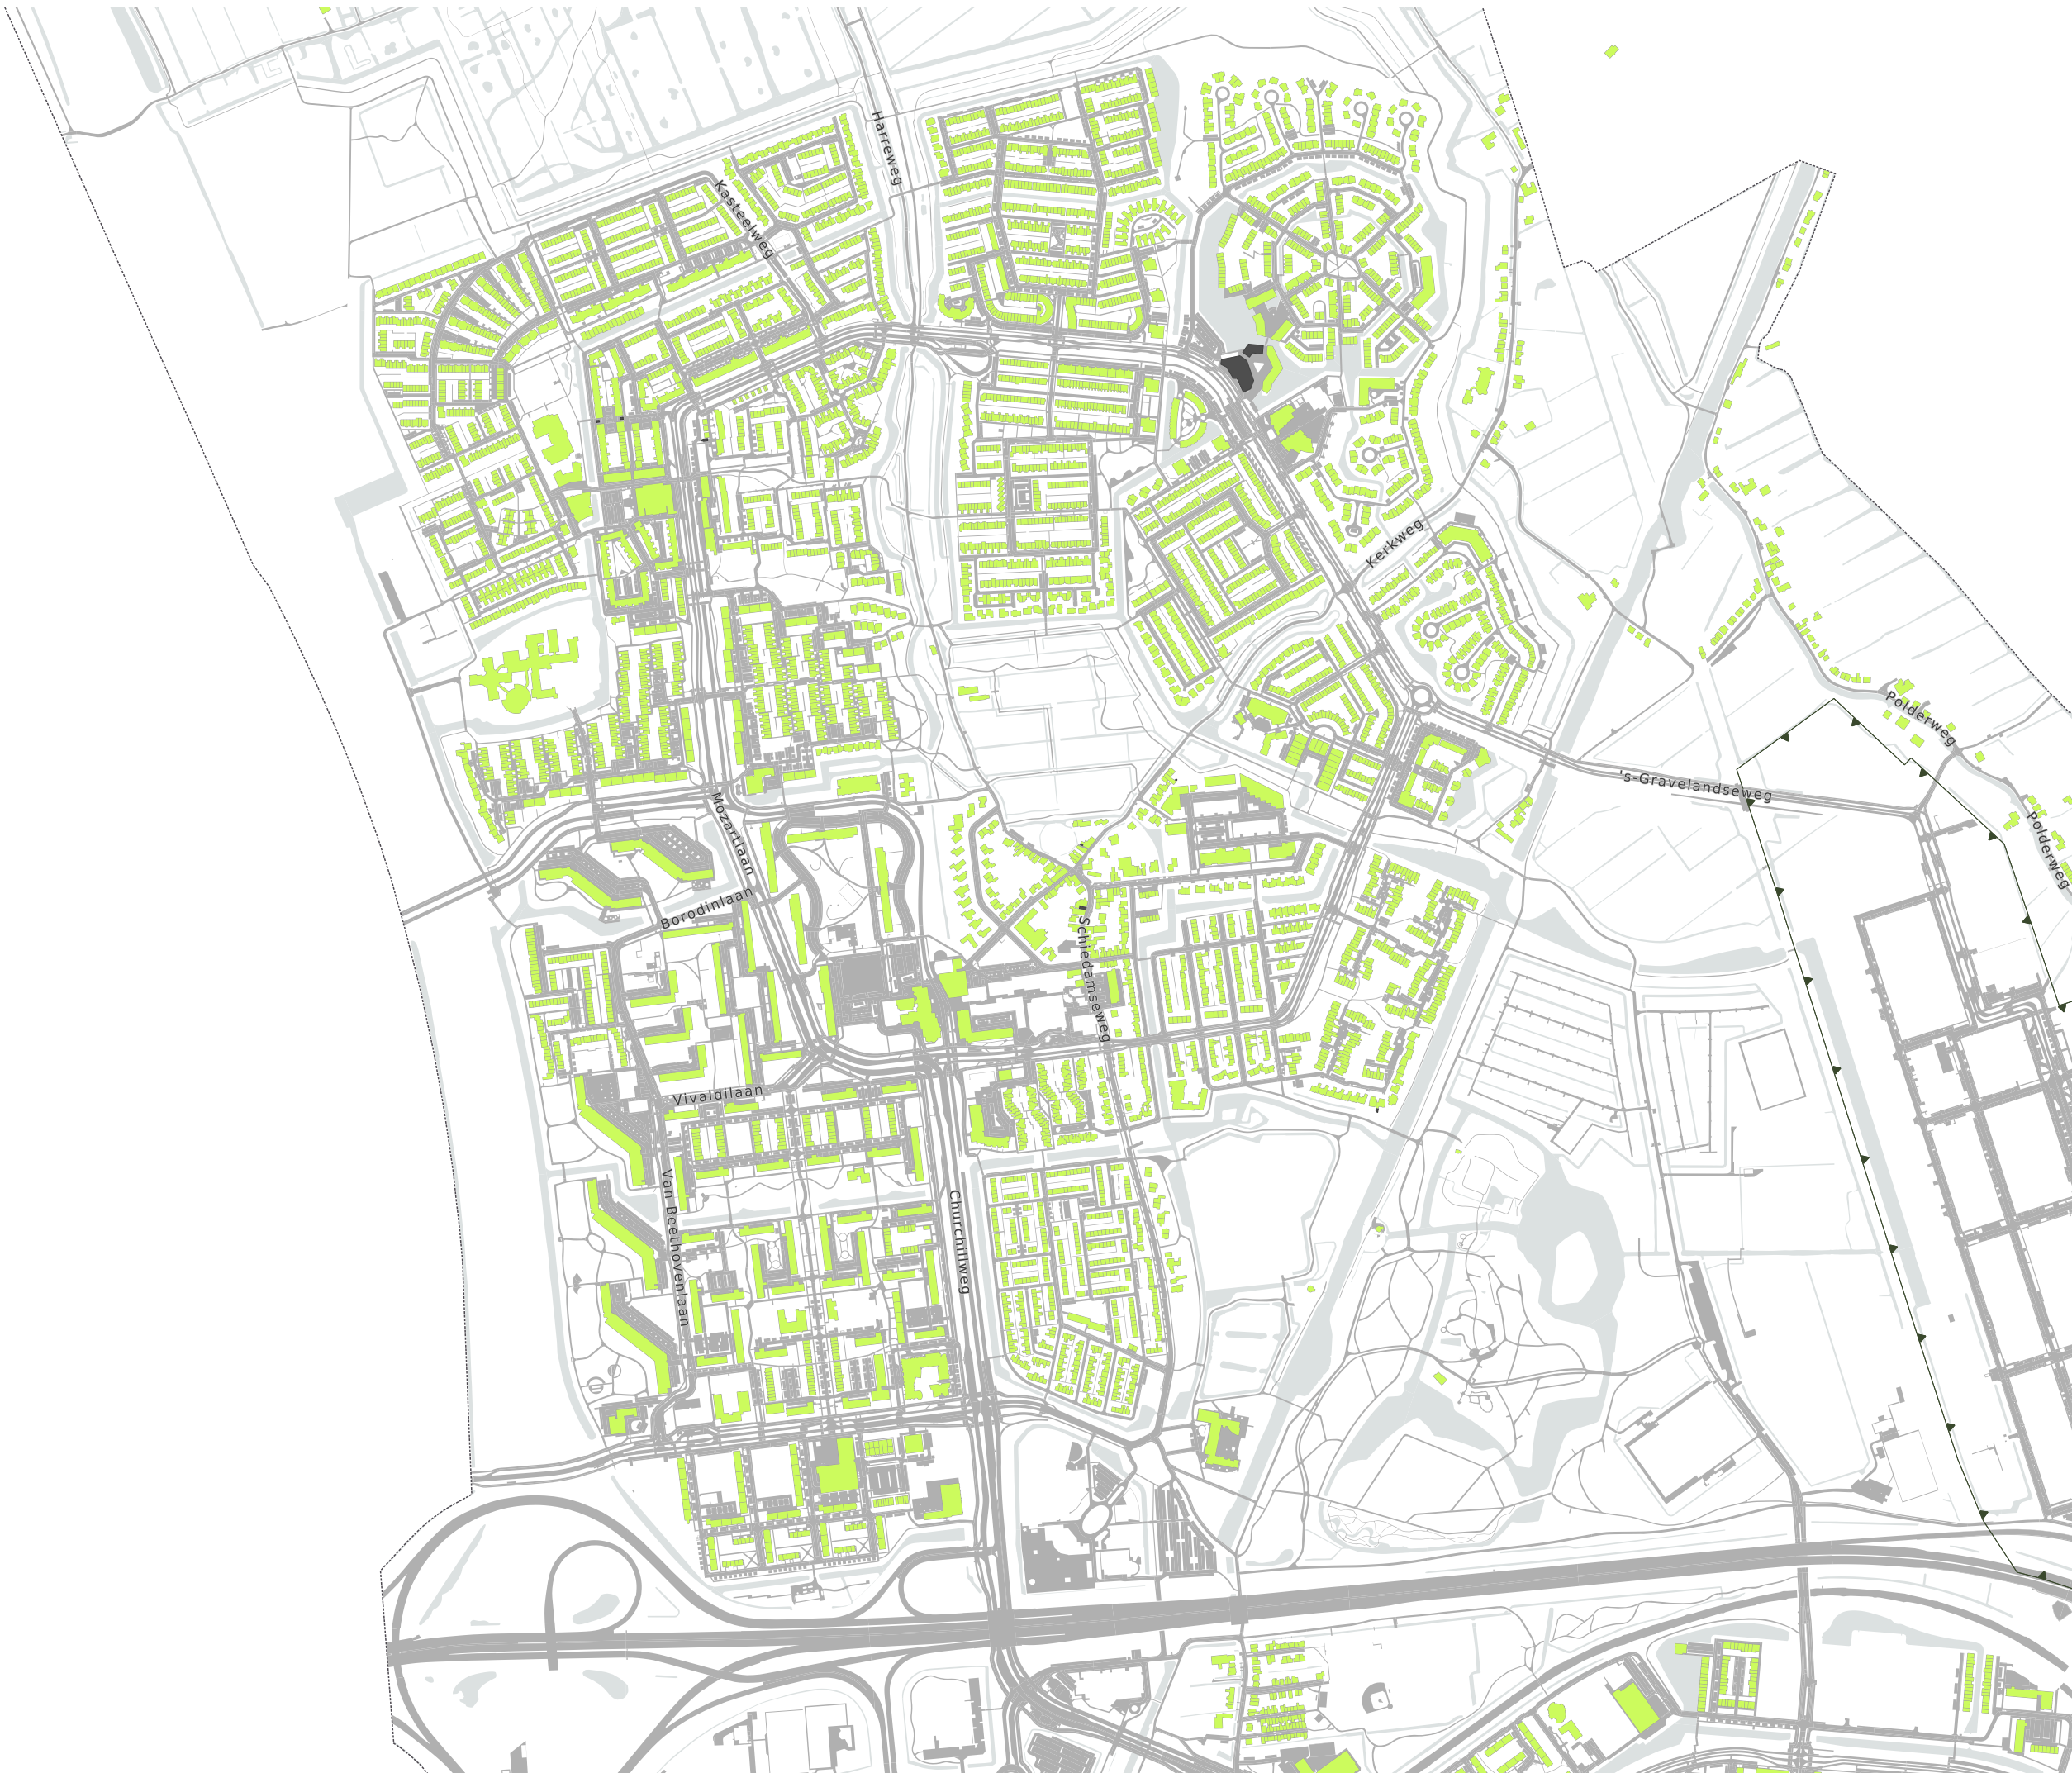 Harreweg
Kasteelweg
Kerkweg
Polderweg
's-Gravelandseweg
Polderweg
Mozartlaan
Borodinlaan
Schiedamseweg
Vivaldilaan
Van Beethovenlaan
Churchillweg